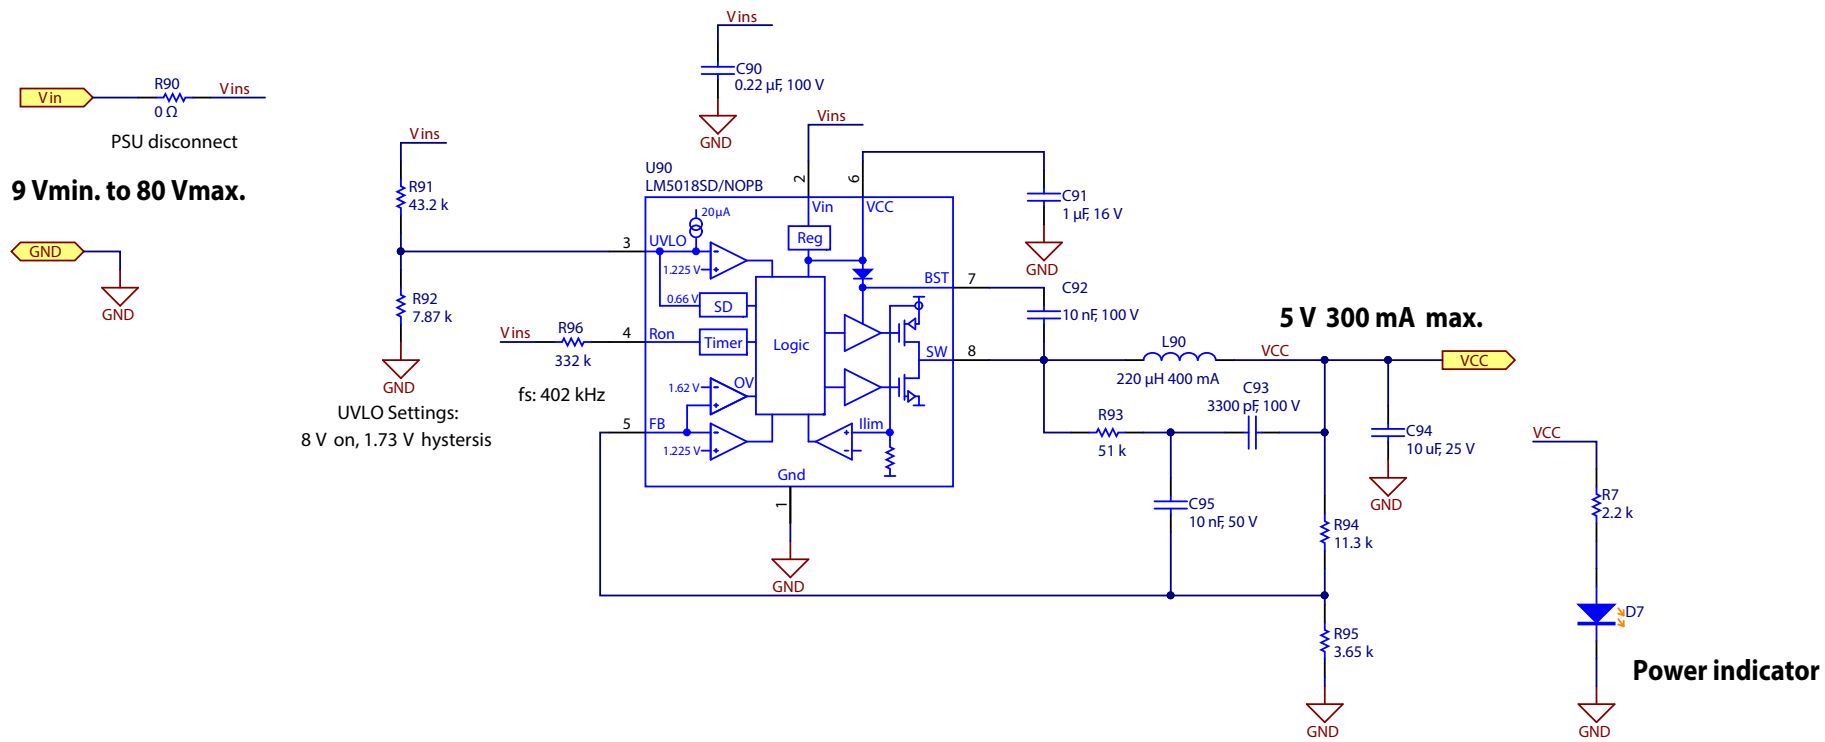 Vins
C90
0.22 µF, 100 V
GND
Vin
R90
0 Ω
Vins
PSU disconnect
9 Vmin. to 80 Vmax.
GND
GND
Vins
R91
43.2 k
R92
7.87 k
GND
UVLO Settings:
8 V on, 1.73 V hystersis
Vins
R96
332 k
fs: 402 kHz
Vins
U90
LM5018SD/NOPB
2
6
Vin
VCC
20µA
3
UVLO
Reg
1.225 V
0.66 V
SD
BST
7
4
Ron
Timer
Logic
SW
8
1.62 V
OV
5
FB
Ilim
1.225 V
Gnd
1
GND
C91
1 µF, 16 V
GND
C92
10 nF, 100 V
5 V 300 mA max.
L90
220 µH 400 mA
VCC
VCC
C93
3300 pF, 100 V
R93
51 k
C94
10 uF, 25 V
GND
C95
10 nF, 50 V
R94
11.3 k
R95
3.65 k
GND
VCC
R7
2.2 k
D7
Power indicator
GND